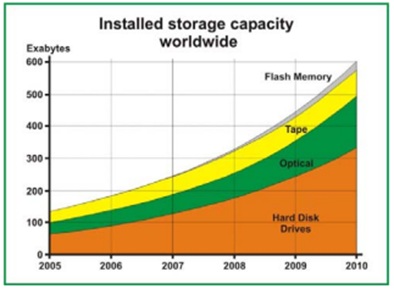 Installed storage capacity
worldwide
Exabytes
600
500
400
300
200
100
0
Flash Memory
Tape
Optical
Hard Disk
Drives
2005 2006 2007 2008 2009 2010